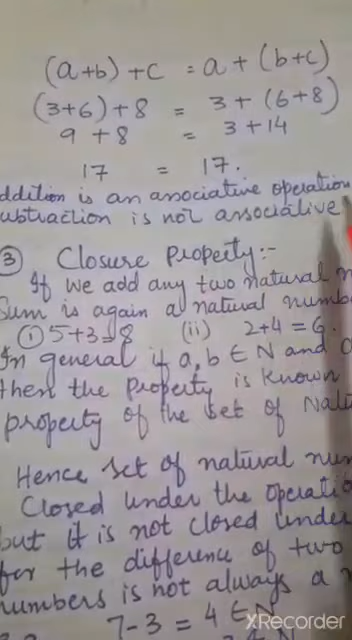 (a+b) + c = a + (b+c)
(3+6) + 8 = 3 + (6+8)
9 + 8 = 3 + 14
17 = 17.
ddition is an associative operation
ubtraction is not associative
③ Closure Property:-
If we add any two natural n
Sum is again a natural numb
(i) 5+3=8 (ii) 2+4=6.
In general if a, b ∈ N and a
then the property is known
property of the set of Natu
Hence set of natural num
Closed under the operatio
but it is not closed under
for the difference of two
numbers is not always a
7-3 = 4 ∈ N
XRecorder